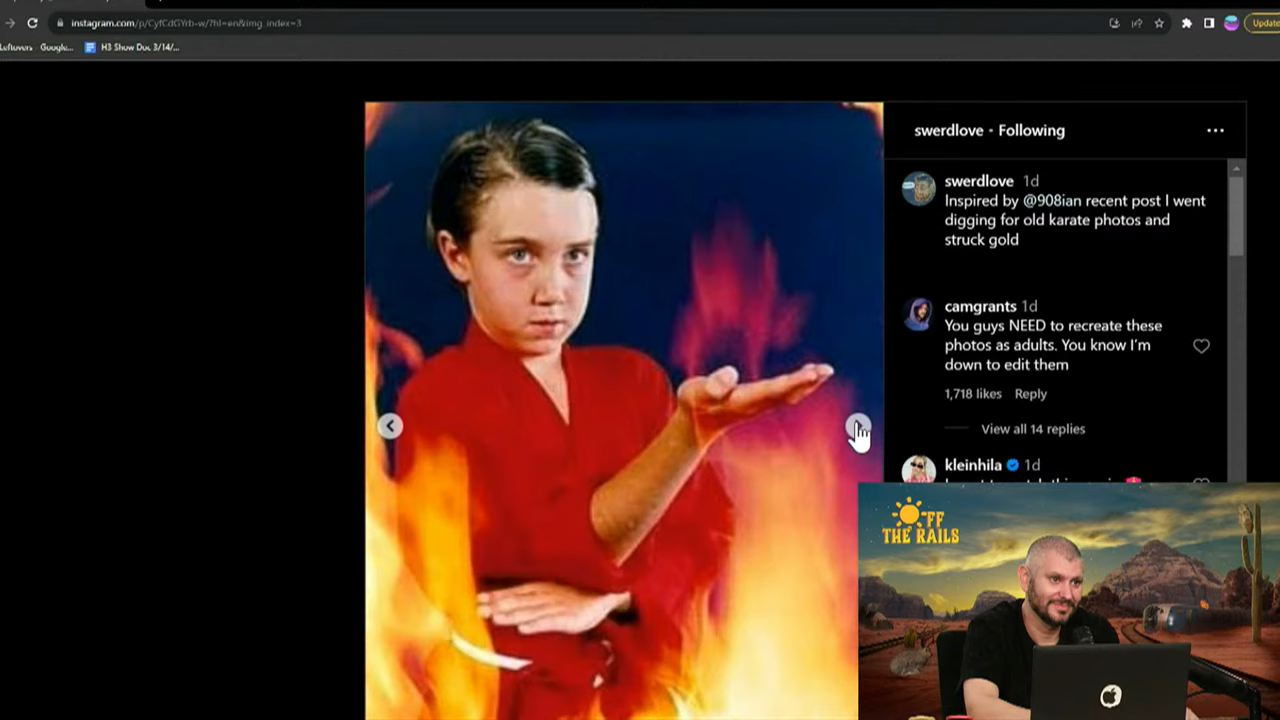 instagram.com/p/CyfCdGYrb-w/?hl=en&img_index=3
Update
Leftovers
Google...
H3 Show Doc 3/14/...
swerdlove • Following
swerdlove 1d
Inspired by @908ian recent post I went
digging for old karate photos and
struck gold
camgrants 1d
You guys NEED to recreate these
photos as adults. You know I'm
down to edit them
1,718 likes Reply
View all 14 replies
kleinhila 1d
OFF
THE RAILS